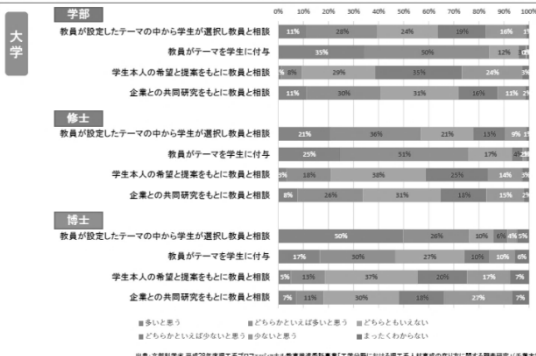 大学
学部
0% 10% 20% 30% 40% 50% 60% 70% 80% 90% 100%
教員が設定したテーマの中から学生が選択し教員と相談 11% 28% 24% 19% 16%
教員がテーマを学生に付与 35% 50% 12%
学生本人の希望と提案をもとに教員と相談 8% 29% 35% 24%
企業との共同研究をもとに教員と相談 11% 30% 31% 16% 11% 2%
修士
教員が設定したテーマの中から学生が選択し教員と相談 21% 36% 21% 13% 9%
教員がテーマを学生に付与 25% 51% 17%
学生本人の希望と提案をもとに教員と相談 18% 38% 25% 14%
企業との共同研究をもとに教員と相談 8% 24% 31% 15% 2%
博士
教員が設定したテーマの中から学生が選択し教員と相談 50% 26% 10% 6% 4% 5%
教員がテーマを学生に付与 17% 30% 27% 10% 10% 6%
学生本人の希望と提案をもとに教員と相談 5% 13% 37% 20% 17% 7%
企業との共同研究をもとに教員と相談 7% 11% 30% 18% 27% 7%
■多いと思う ■どちらかといえば多いと思う ■どちらともいえない
■どちらかといえば少ないと思う ■少ないと思う ■まったくわからない